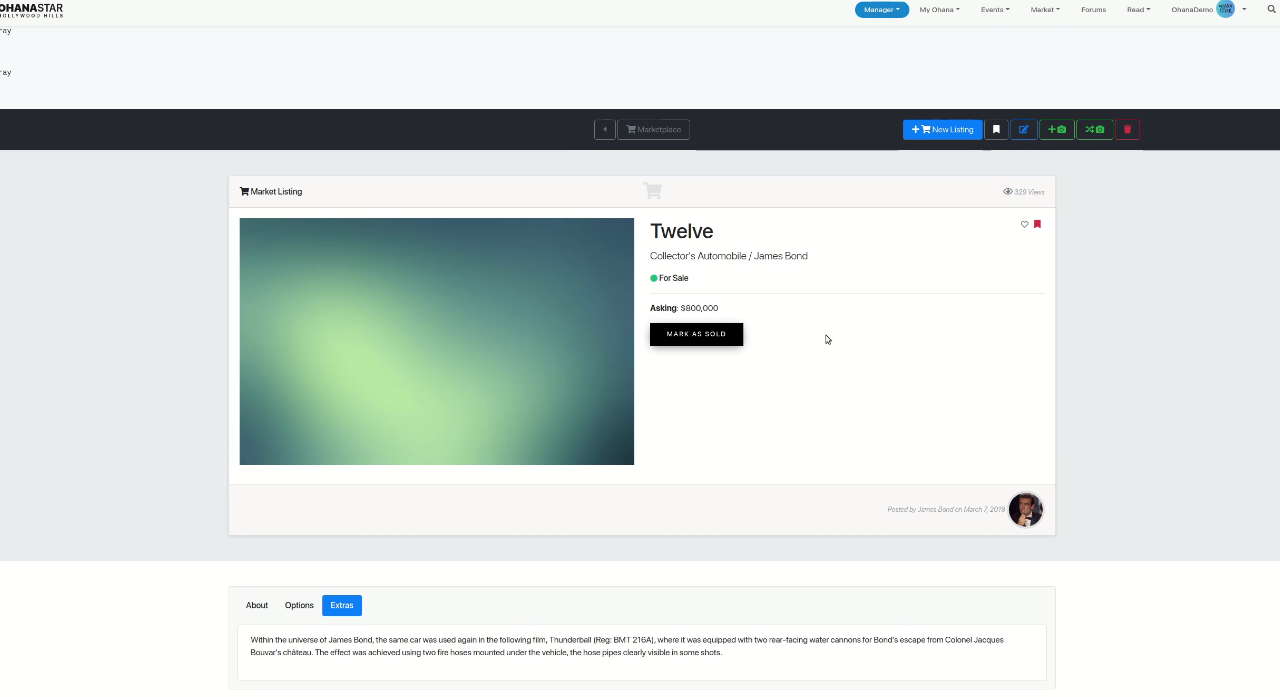 OHANASTAR
HOLLYWOOD HILLS
Manager
My Ohana
Events
Market
Forums
Read
OhanaDemo
ray
ray
Marketplace
New Listing
Market Listing
329 Views
Twelve
Collector's Automobile / James Bond
For Sale
Asking: $800,000
MARK AS SOLD
Posted by James Bond on March 7, 2019
About
Options
Extras
Within the universe of James Bond, the same car was used again in the following film, Thunderball (Reg: BMT 216A), where it was equipped with two rear-facing water cannons for Bond's escape from Colonel Jacques
Bouvar's château. The effect was achieved using two fire hoses mounted under the vehicle, the hose pipes clearly visible in some shots.